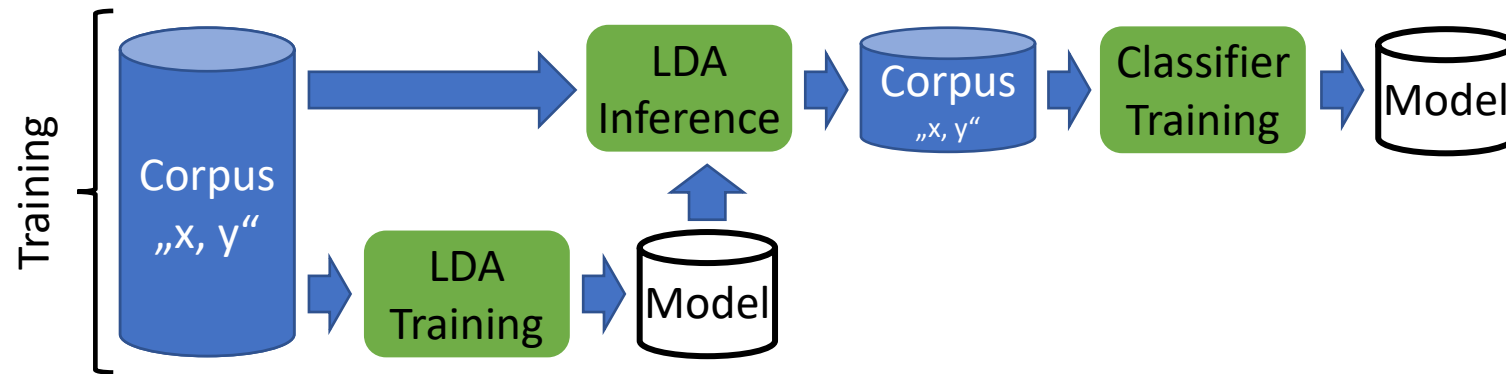 Training
Corpus
„x, y“
LDA
Training
Model
LDA
Inference
Corpus
„x, y“
Classifier
Training
Model